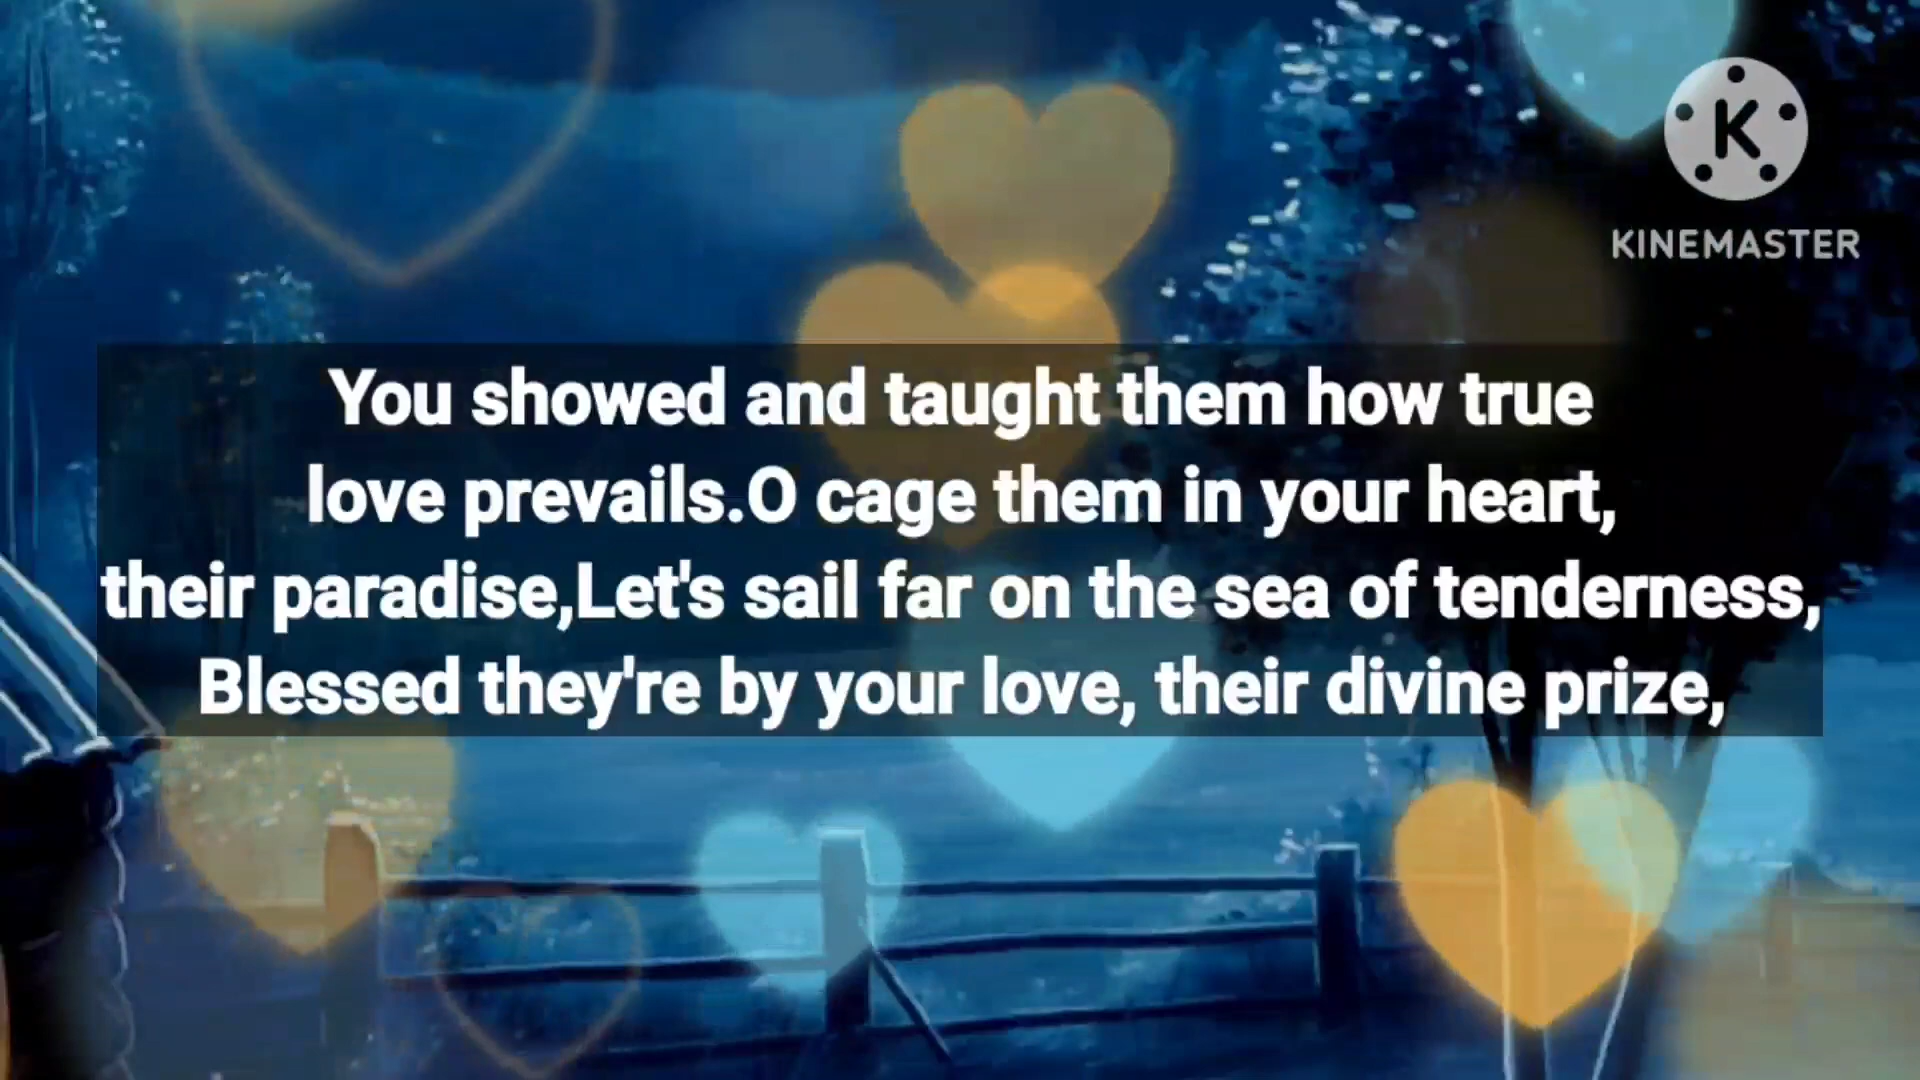 K
KINEMASTER
You showed and taught them how true
love prevails.O cage them in your heart,
their paradise,Let's sail far on the sea of tenderness,
Blessed they're by your love, their divine prize,